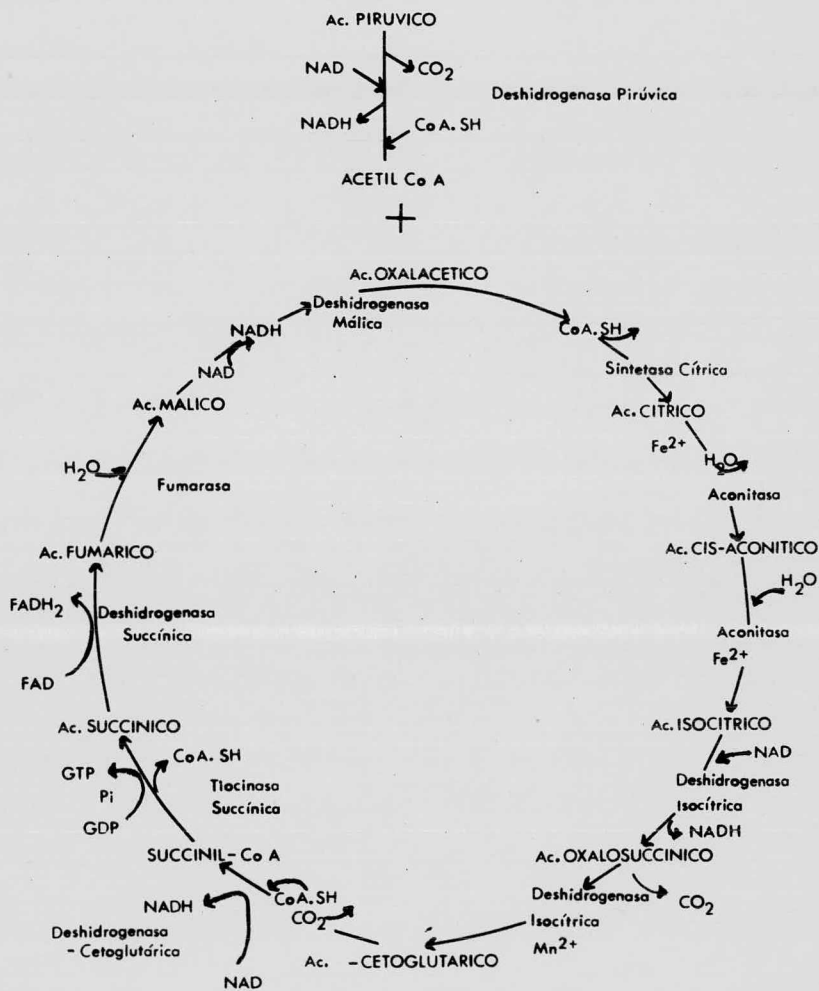 Ac. PIRUVICO
NAD
CO2
Deshidrogenasa Pirúvica
NADH
CoA.SH
ACETIL CoA
+
Ac. OXALACETICO
Deshidrogenasa
Málica
NADH
CoA.SH
NAD
Sintetasa Cítrica
Ac. MALICO
Ac. CITRICO
Fe2+
H2O
H2O
Fumarasa
Aconitasa
Ac. FUMARICO
Ac. CIS-ACONITICO
H2O
FADH2
Deshidrogenasa
Succínica
Aconitasa
Fe2+
FAD
Ac. SUCCINICO
Ac. ISOCITRICO
CoA. SH
NAD
GTP
Tiocinasa
Succínica
Deshidrogenasa
Isocítrica
Pi
GDP
NADH
SUCCINIL-CoA
Ac. OXALOSUCCINICO
CoA.SH
Deshidrogenasa
Isocítrica
Mn2+
CO2
NADH
CO2
Deshidrogenasa
- Cetoglutárica
Ac. -CETOGLUTARICO
NAD